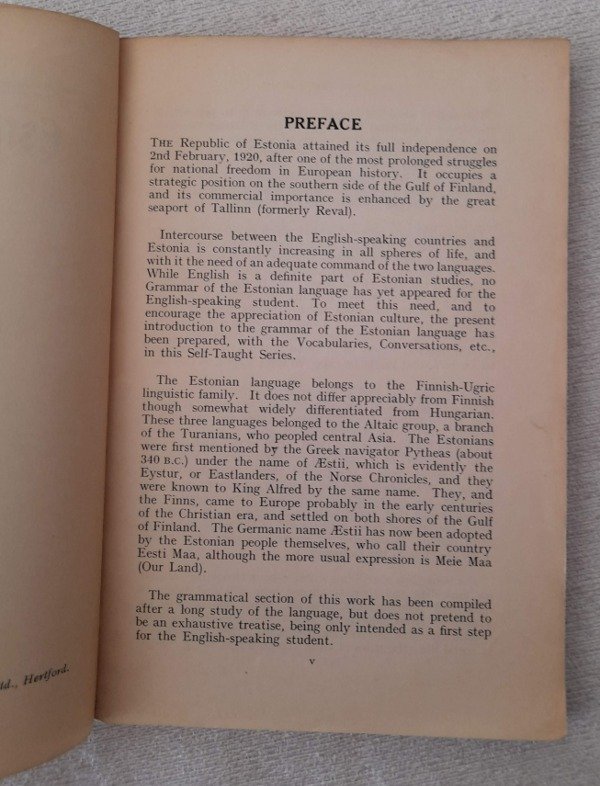 PREFACE
THE Republic of Estonia attained its full independence on
2nd February, 1920, after one of the most prolonged struggles
for national freedom in European history. It occupies a
strategic position on the southern side of the Gulf of Finland,
and its commercial importance is enhanced by the great
seaport of Tallinn (formerly Reval).
Intercourse between the English-speaking countries and
Estonia is constantly increasing in all spheres of life, and
with it the need of an adequate command of the two languages.
While English is a definite part of Estonian studies, no
Grammar of the Estonian language has yet appeared for the
English-speaking student. To meet this need, and to
encourage the appreciation of Estonian culture, the present
introduction to the grammar of the Estonian language has
been prepared, with the Vocabularies, Conversations, etc.,
in this Self-Taught Series.
The Estonian language belongs to the Finnish-Ugric
linguistic family. It does not differ appreciably from Finnish
though somewhat widely differentiated from Hungarian.
These three languages belonged to the Altaic group, a branch
of the Turanians, who peopled central Asia. The Estonians
were first mentioned by the Greek navigator Pytheas (about
340 B.C.) under the name of Æstii, which is evidently the
Eystur, or Eastlanders, of the Norse Chronicles, and they
were known to King Alfred by the same name. They, and
the Finns, came to Europe probably in the early centuries
of the Christian era, and settled on both shores of the Gulf
of Finland. The Germanic name Æstii has now been adopted
by the Estonian people themselves, who call their country
Eesti Maa, although the more usual expression is Meie Maa
(Our Land).
The grammatical section of this work has been compiled
after a long study of the language, but does not pretend to
be an exhaustive treatise, being only intended as a first step
for the English-speaking student.
v
td., Hertford.